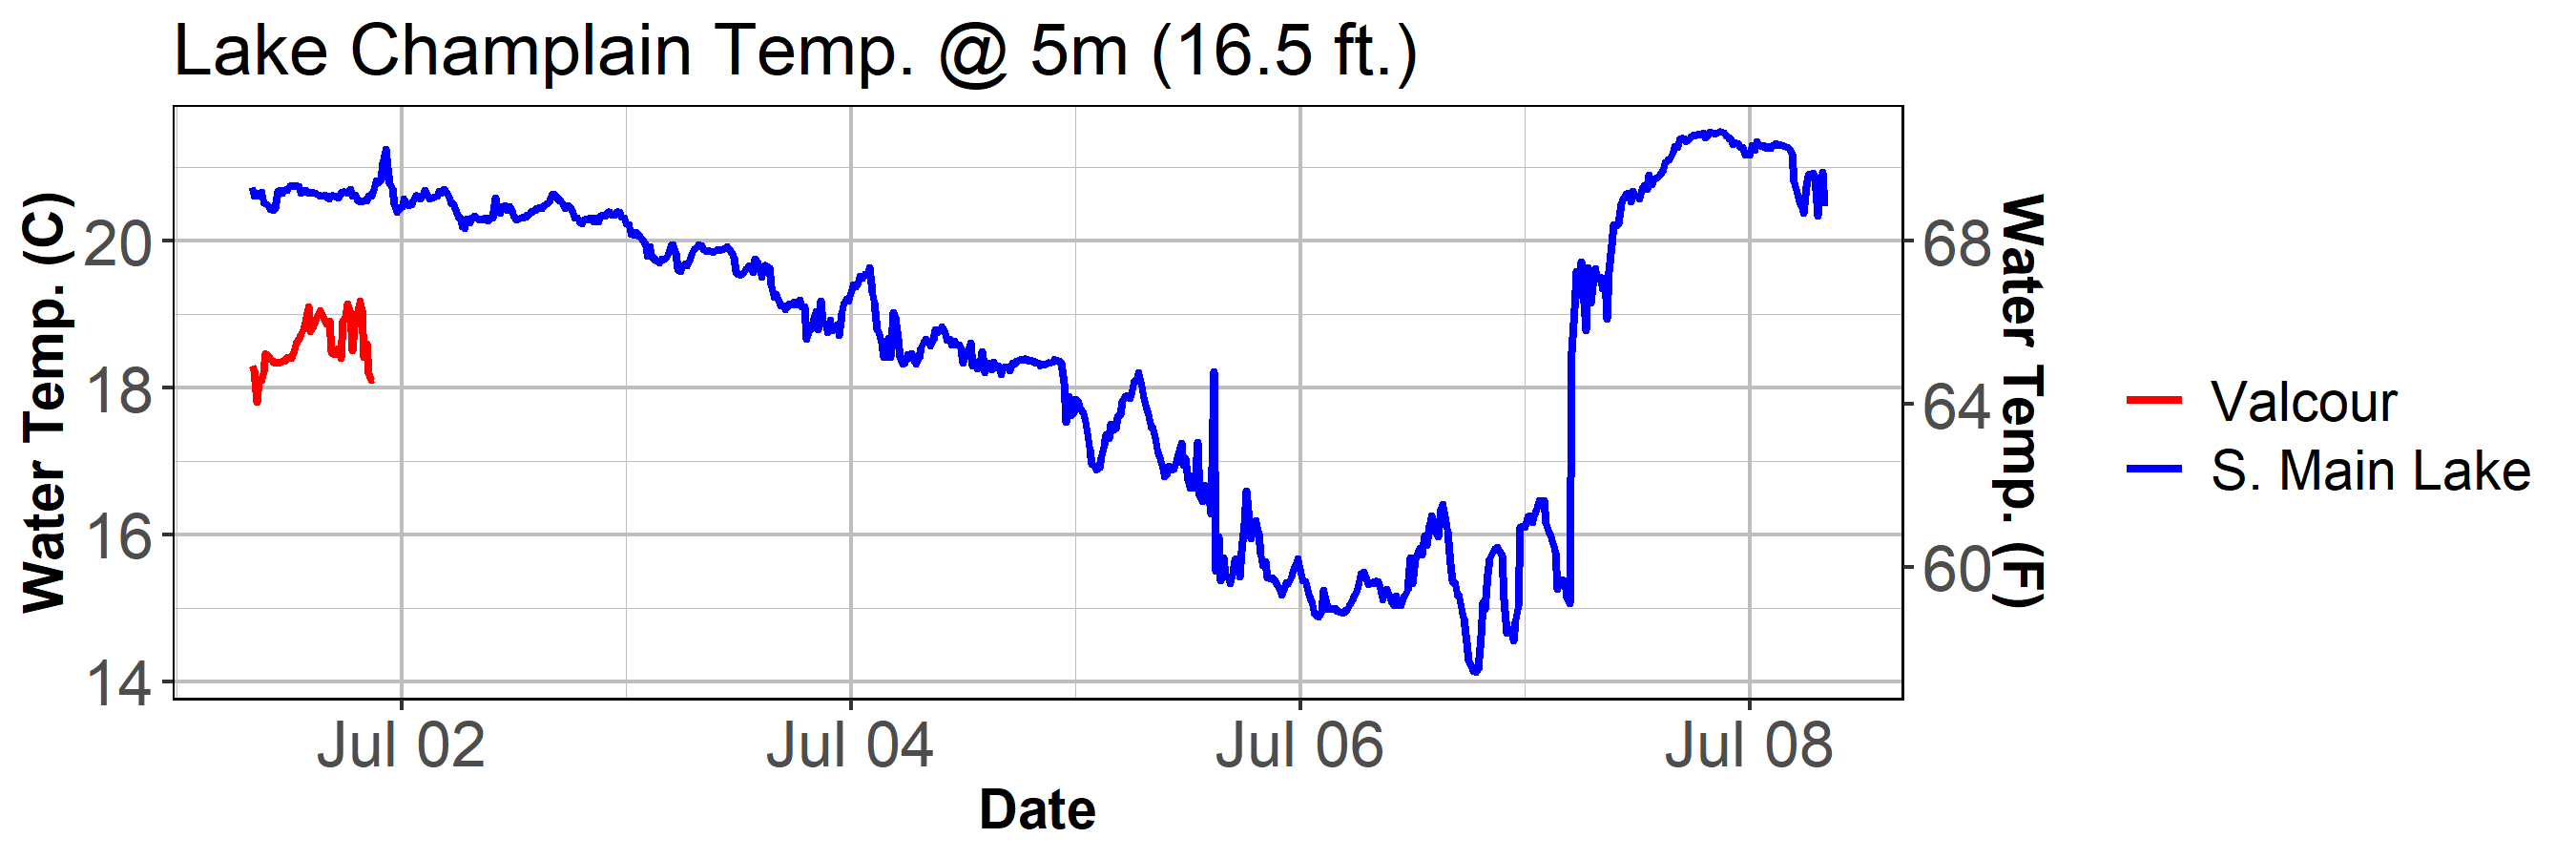 Lake Champlain Temp. @ 5m (16.5 ft.)
Water Temp. (C)
20
18
16
14
68
64
60
Water Temp. (F)
Jul 02
Jul 04
Jul 06
Jul 08
Date
Valcour
S. Main Lake